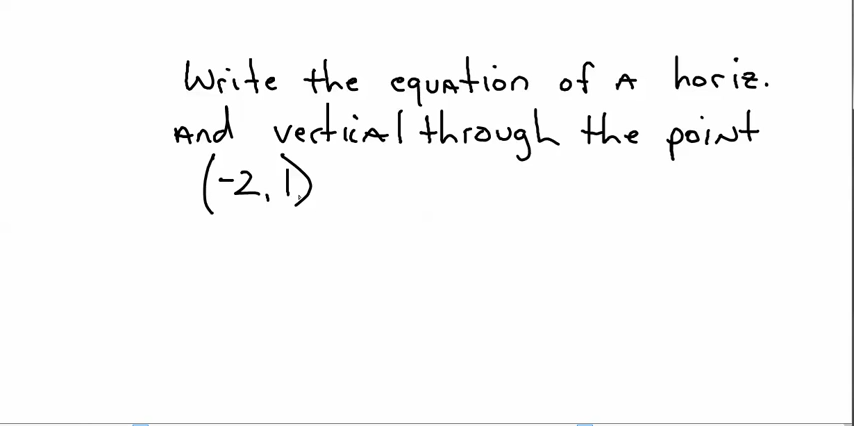 Write the equation of A horiz.
And vertical through the point
(-2, 1)